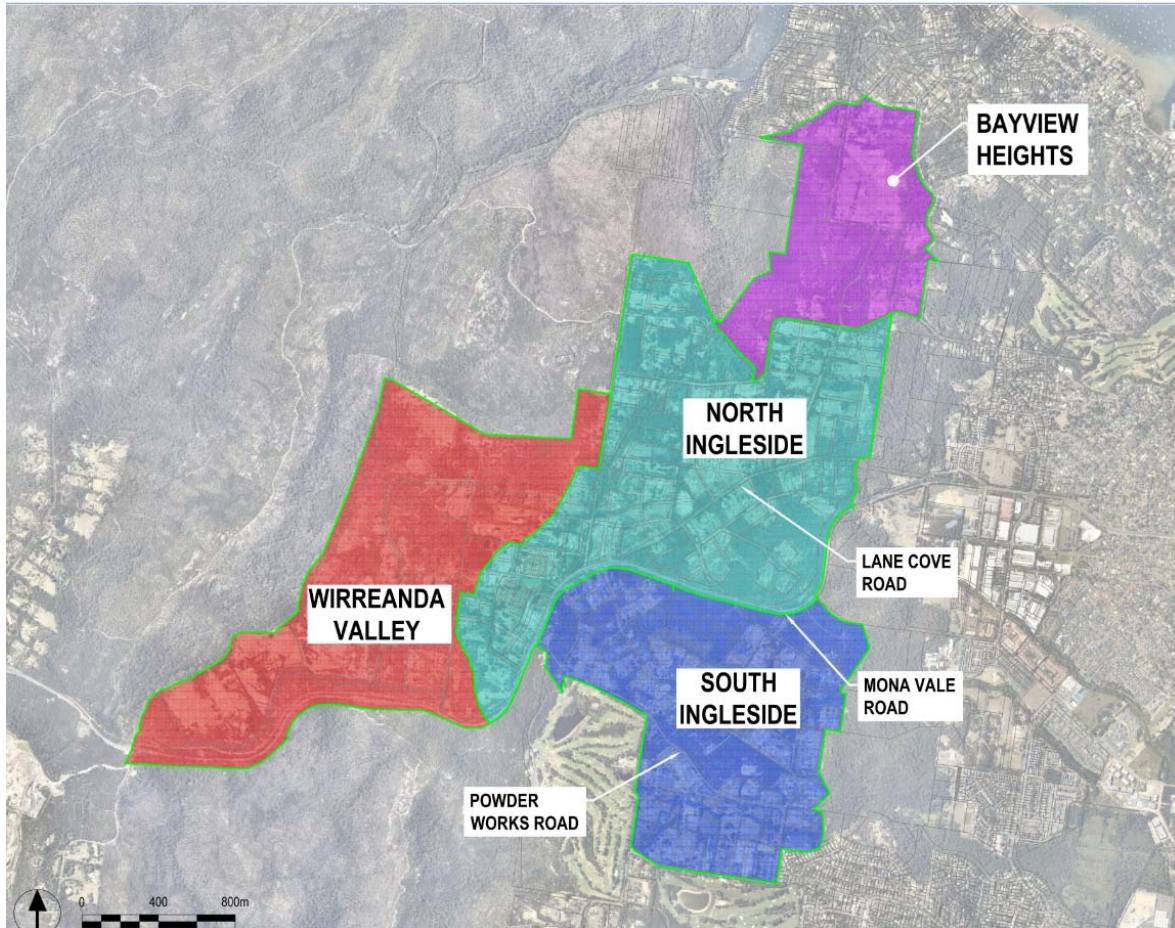 BAYVIEW
HEIGHTS
NORTH
INGLESIDE
LANE COVE
ROAD
WIRREANDA
VALLEY
SOUTH
INGLESIDE
MONA VALE
ROAD
POWDER
WORKS ROAD
0 400 800m